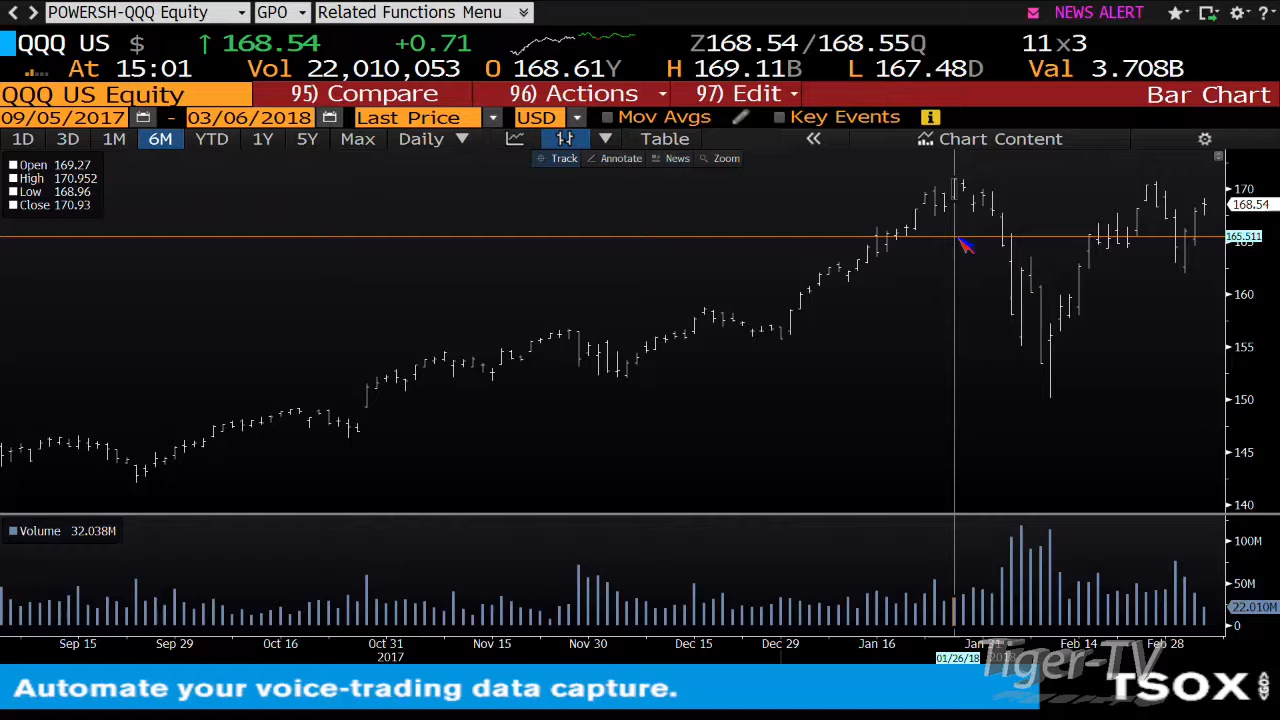 POWERSH-QQQ Equity GPO Related Functions Menu NEWS ALERT ?
QQQ US $ ↑ 168.54 +0.71 Z168.54/168.55Q 11x3
At 15:01 Vol 22,010,053 O 168.61Y H 169.11B L 167.48D Val 3.708B
QQQ US Equity 95) Compare 96) Actions 97) Edit Bar Chart
09/05/2017 - 03/06/2018 Last Price USD Mov Avgs Key Events i
1D 3D 1M 6M YTD 1Y 5Y Max Daily ▼ ▼ Table « Chart Content
Track Annotate News Zoom
Open 169.27
High 170.952
Low 168.96
Close 170.93
170
168.54
165.511
160
155
150
145
140
Volume 32.038M
100M
50M
22.010M
0
Sep 15 Sep 29 Oct 16 Oct 31 Nov 15 Nov 30 Dec 15 Dec 29 Jan 16 Jan 31 Feb 14 Feb 28
2017 01/26/18 2018
Tiger-TV
Automate your voice-trading data capture. TSOX